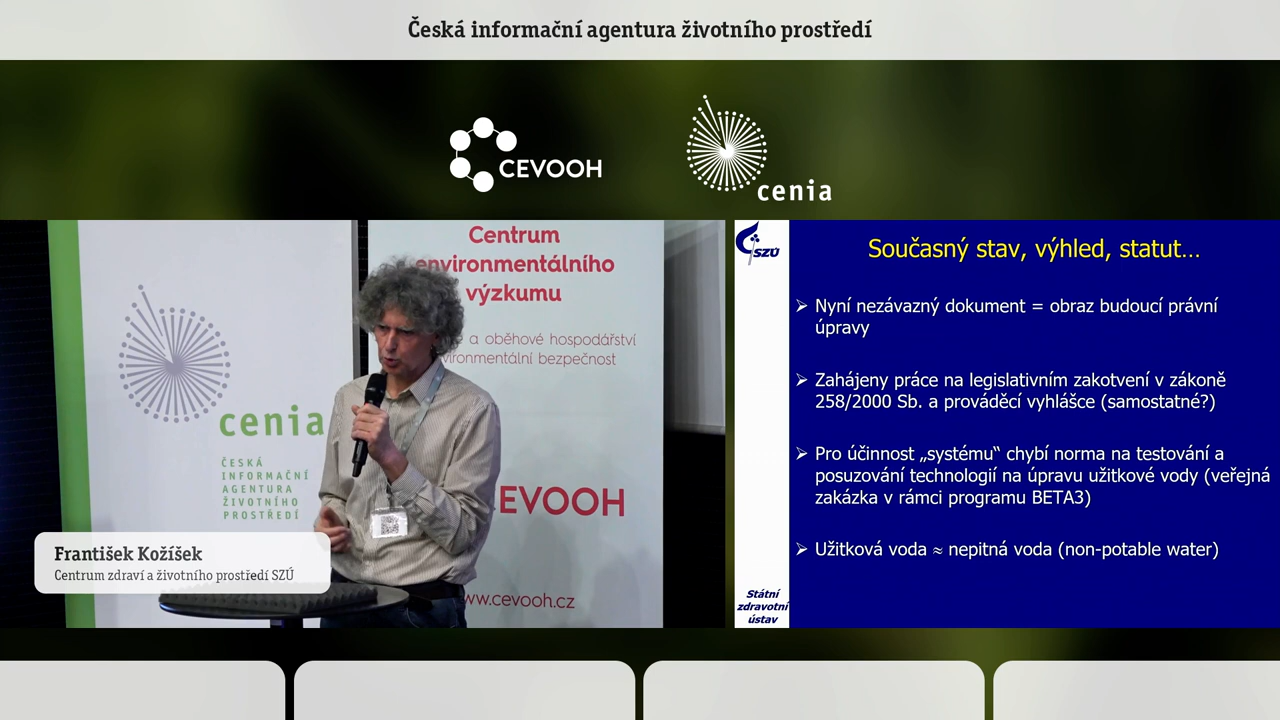 Česká informační agentura životního prostředí
CEVOOH
cenia
Centrum
environmentálního
výzkumu
a oběhové hospodářství
vironmentální bezpečnost
cenia
ČESKÁ
INFORMAČNÍ
AGENTURA
ŽIVOTNÍHO
PROSTŘEDÍ
EVOOH
www.cevooh.cz
František Kožíšek
Centrum zdraví a životního prostředí SZÚ
SZÚ
Současný stav, výhled, statut...
Nyní nezávazný dokument = obraz budoucí právní
úpravy
Zahájeny práce na legislativním zakotvení v zákoně
258/2000 Sb. a prováděcí vyhlášce (samostatné?)
Pro účinnost „systému“ chybí norma na testování a
posuzování technologií na úpravu užitkové vody (veřejná
zakázka v rámci programu BETA3)
Užitková voda ≈ nepitná voda (non-potable water)
Státní
zdravotní
ústav